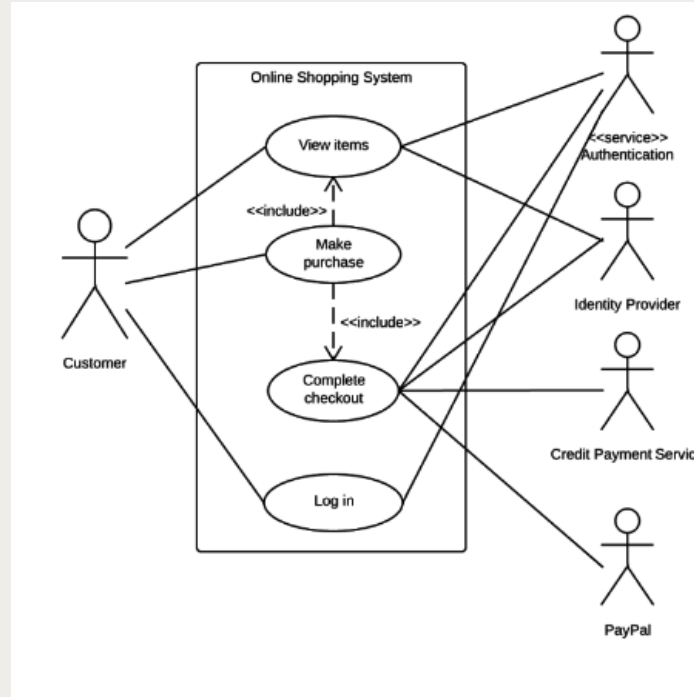 Online Shopping System
View items
<<service>>
Authentication
<<include>>
Make
purchase
Identity Provider
<<include>>
Customer
Complete
checkout
Credit Payment Servic
Log in
PayPal